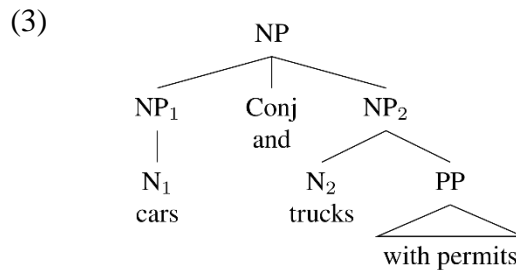 (3)
NP
NP₁ Conj NP₂
and
N₁ N₂ PP
cars trucks
with permits